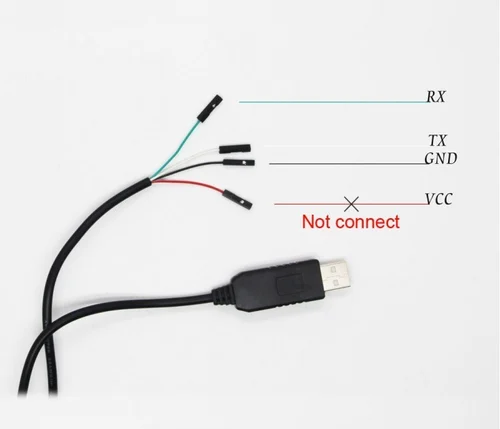 RX
TX
GND
VCC
Not connect